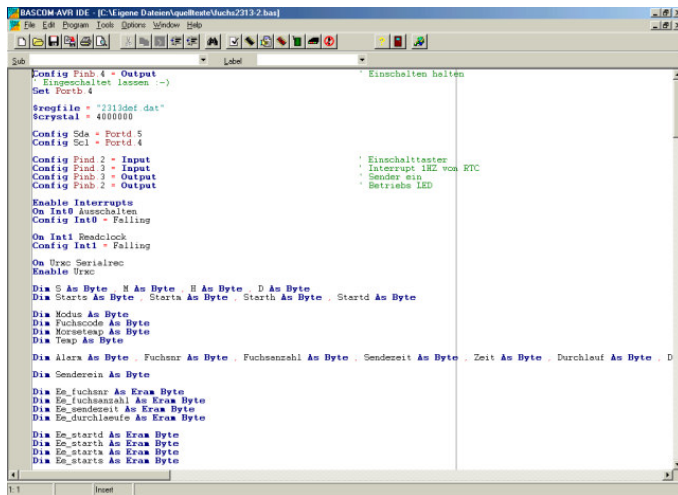 BASCOM-AVR IDE - [C:\Eigene Dateien\quelltexte\fuchs2313-2.bas]
File Edit Program Tools Options Window Help
Sub Label
Config Pinb.4 = Output ' Einschalten halten
' Eingeschaltet lassen :-)
Set Portb.4
$regfile = "2313def.dat"
$crystal = 4000000
Config Sda = Portd.5
Config Scl = Portd.4
Config Pind.2 = Input ' Einschalttaster
Config Pind.3 = Input ' Interrupt 1HZ von RTC
Config Pinb.3 = Output ' Sender ein
Config Pinb.2 = Output ' Betriebs LED
Enable Interrupts
On Int0 Ausschalten
Config Int0 = Falling
On Int1 Readclock
Config Int1 = Falling
On Urxc Serialrec
Enable Urxc
Dim S As Byte , M As Byte , H As Byte , D As Byte
Dim Starts As Byte , Startm As Byte , Starth As Byte , Startd As Byte
Dim Modus As Byte
Dim Fuchscode As Byte
Dim Morsetemp As Byte
Dim Temp As Byte
Dim Alarm As Byte , Fuchsnr As Byte , Fuchsanzahl As Byte , Sendezeit As Byte , Zeit As Byte , Durchlauf As Byte , D
Dim Senderein As Byte
Dim Ee_fuchsnr As Eram Byte
Dim Ee_fuchsanzahl As Eram Byte
Dim Ee_sendezeit As Eram Byte
Dim Ee_durchlaeufe As Eram Byte
Dim Ee_startd As Eram Byte
Dim Ee_starth As Eram Byte
Dim Ee_startm As Eram Byte
Dim Ee_starts As Eram Byte
1: 1 Insert